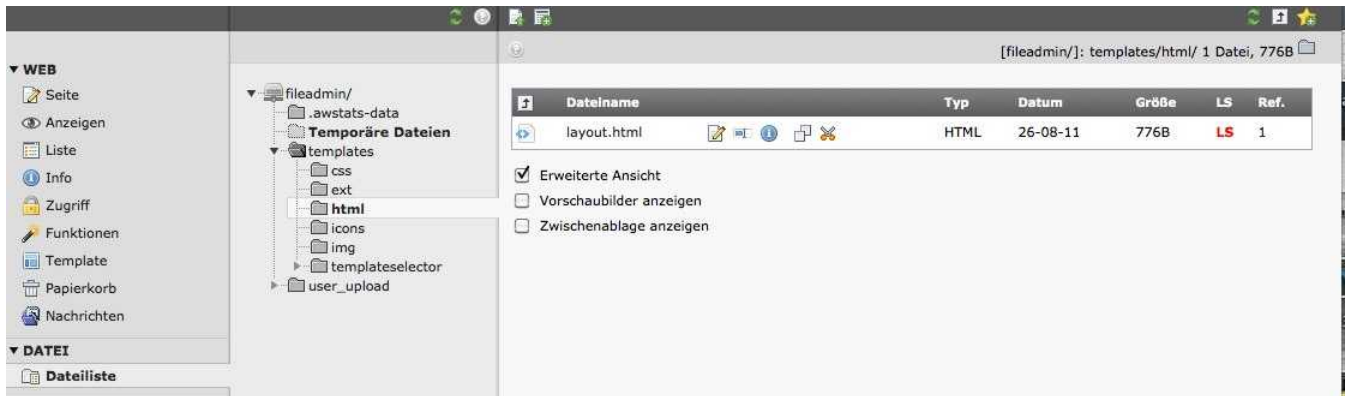 [fileadmin/]: templates/html/ 1 Datei, 776B
WEB
Seite
Anzeigen
Liste
Info
Zugriff
Funktionen
Template
Papierkorb
Nachrichten
DATEI
Dateiliste
fileadmin/
.awstats-data
Temporäre Dateien
templates
css
ext
html
icons
img
templateselector
user_upload
Dateiname Typ Datum Größe LS Ref.
layout.html HTML 26-08-11 776B LS 1
Erweiterte Ansicht
Vorschaubilder anzeigen
Zwischenablage anzeigen